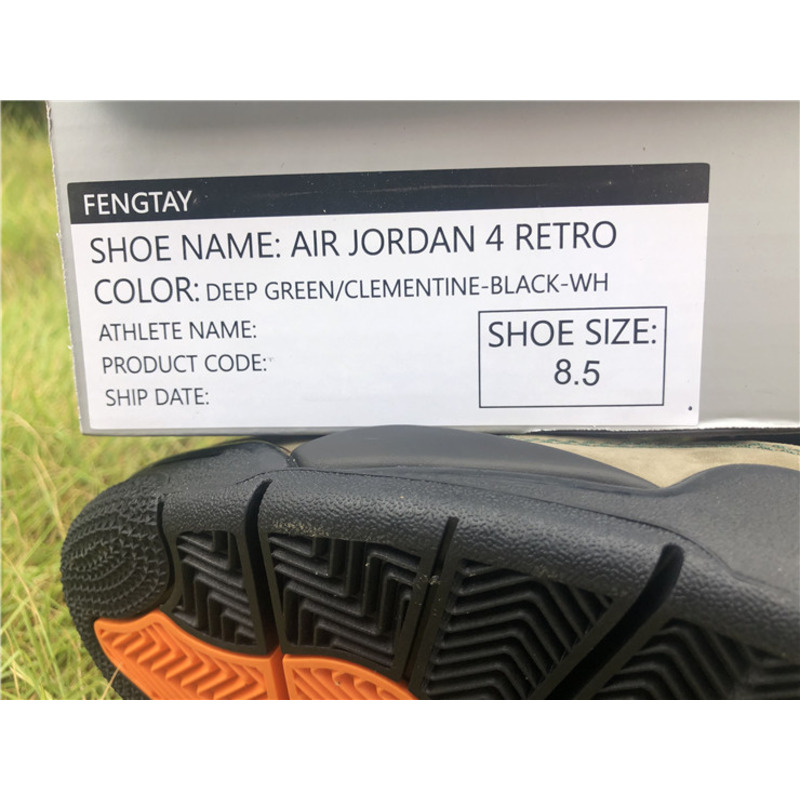 FENGTAY
SHOE NAME: AIR JORDAN 4 RETRO
COLOR: DEEP GREEN/CLEMENTINE-BLACK-WH
ATHLETE NAME:
PRODUCT CODE:
SHIP DATE:
SHOE SIZE:
8.5